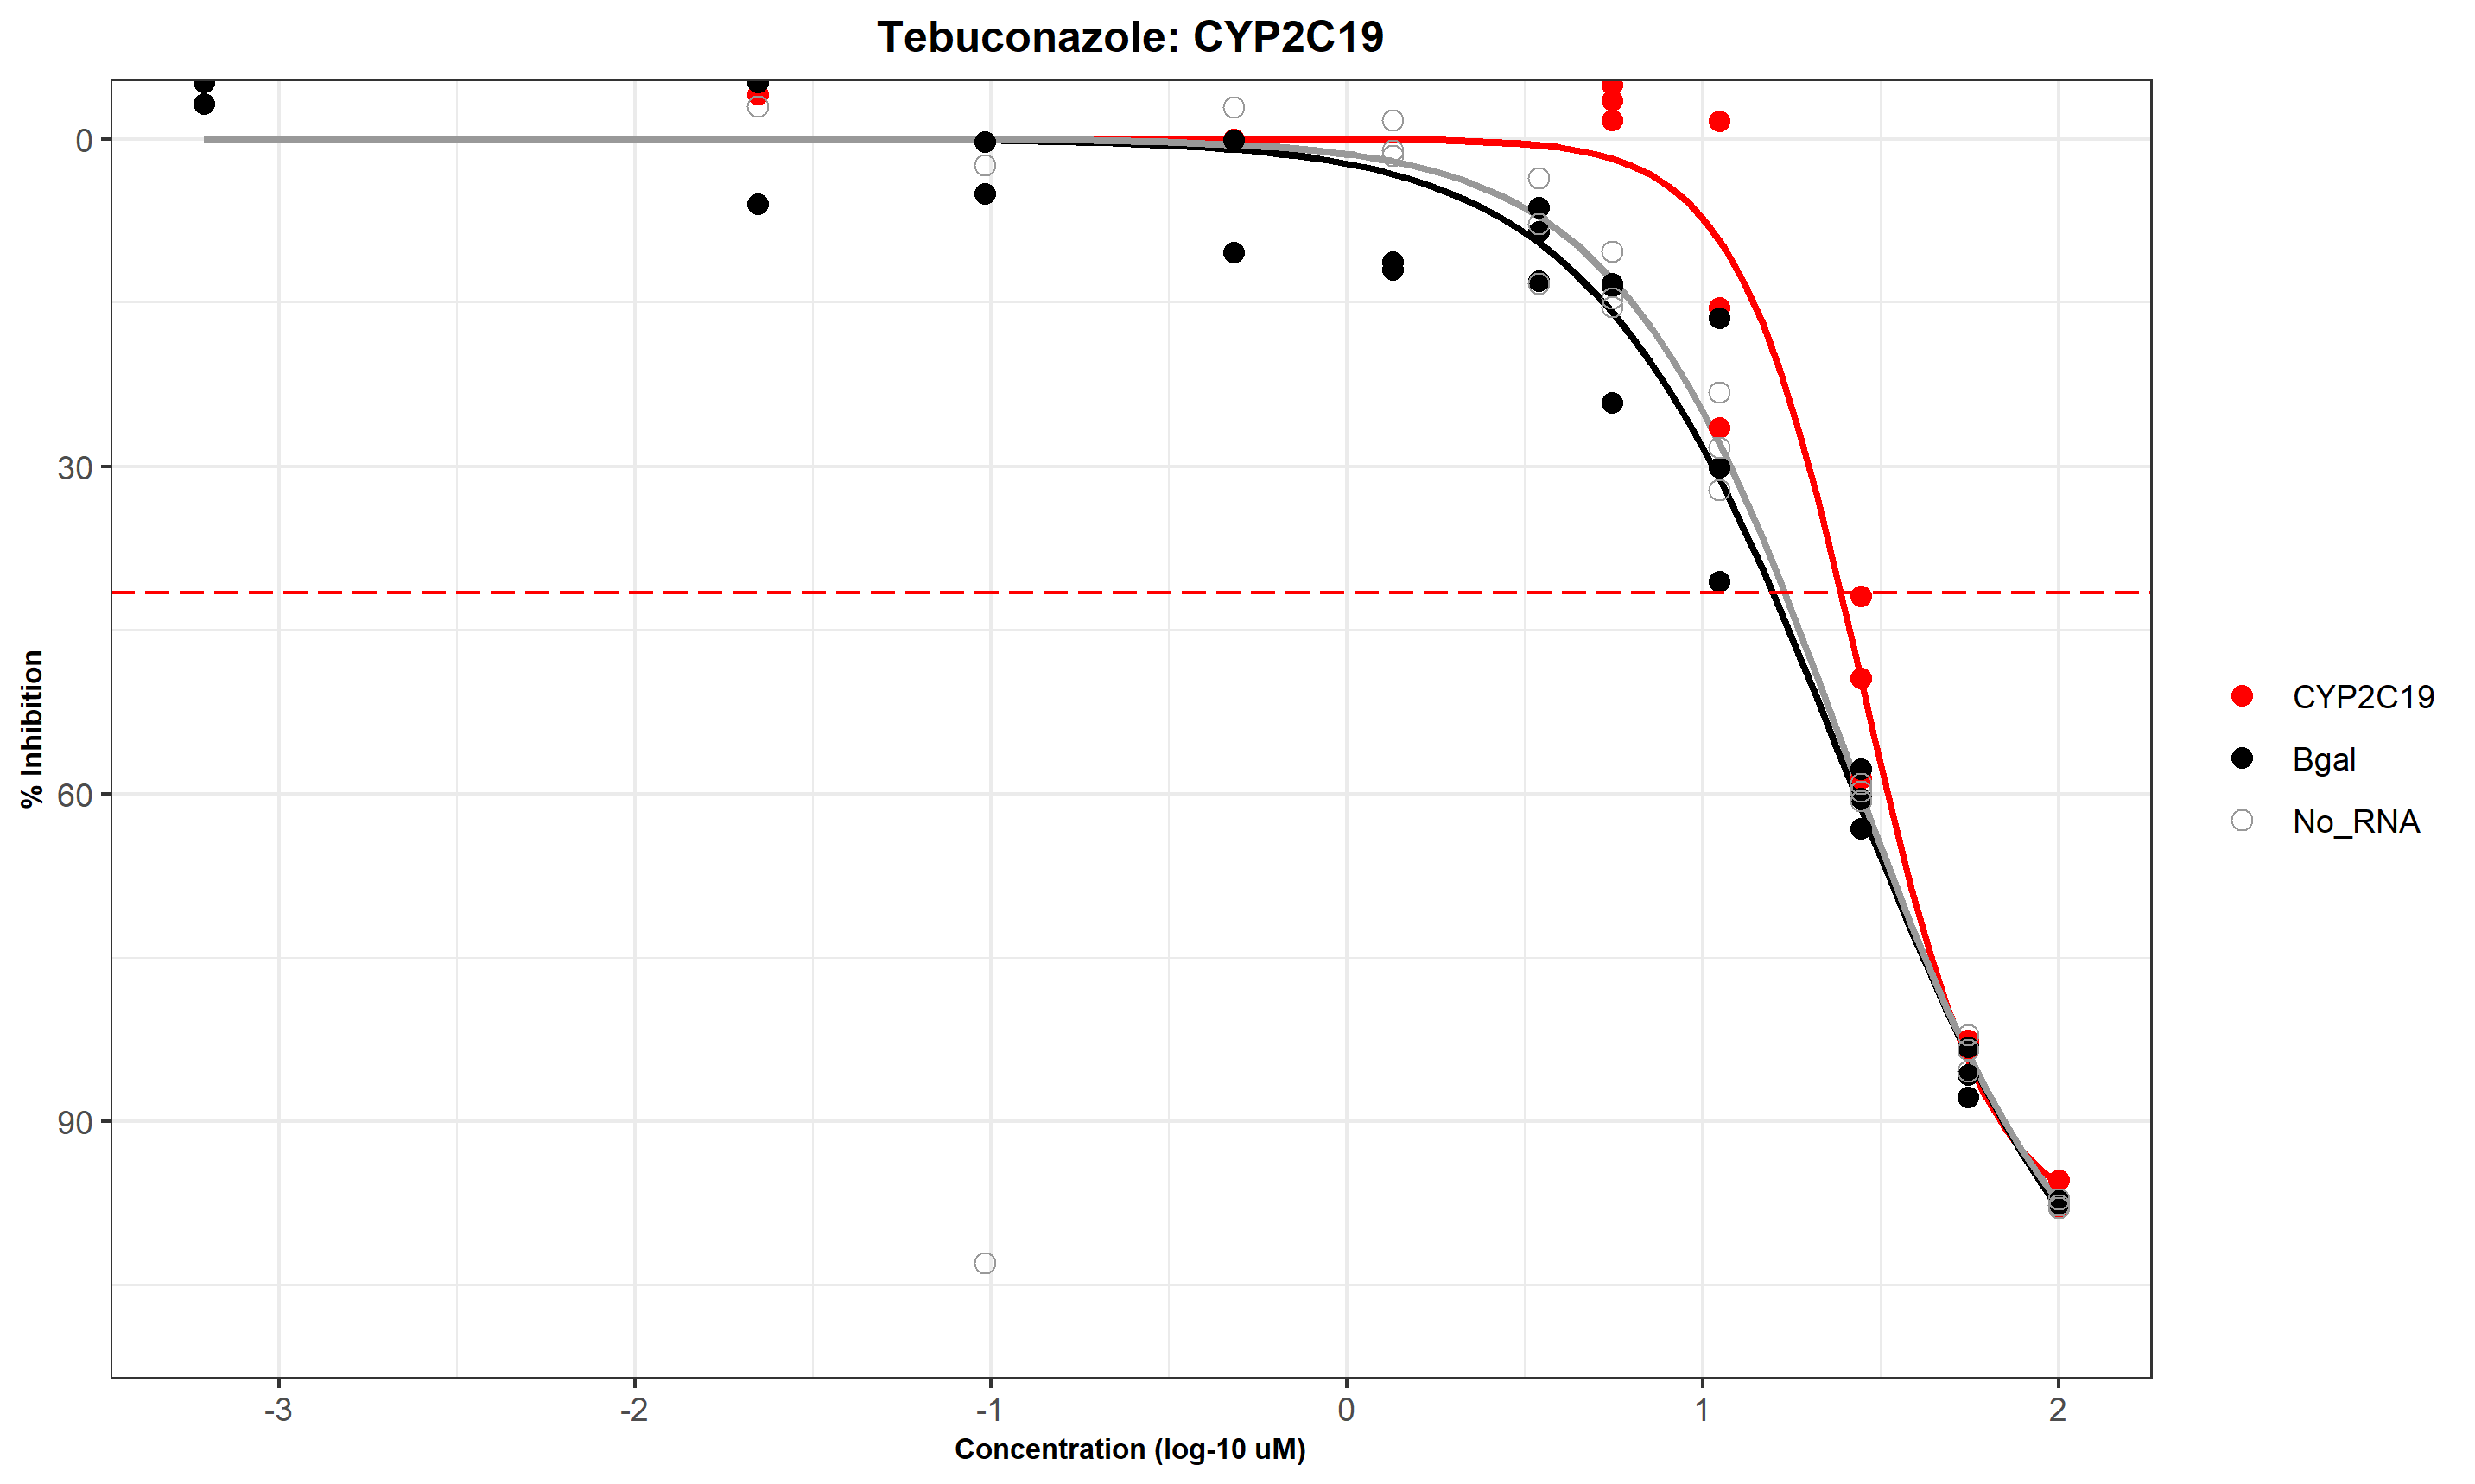 Tebuconazole: CYP2C19
0
30
60
90
% Inhibition
-3
-2
-1
0
1
2
Concentration (log-10 uM)
CYP2C19
Bgal
No_RNA